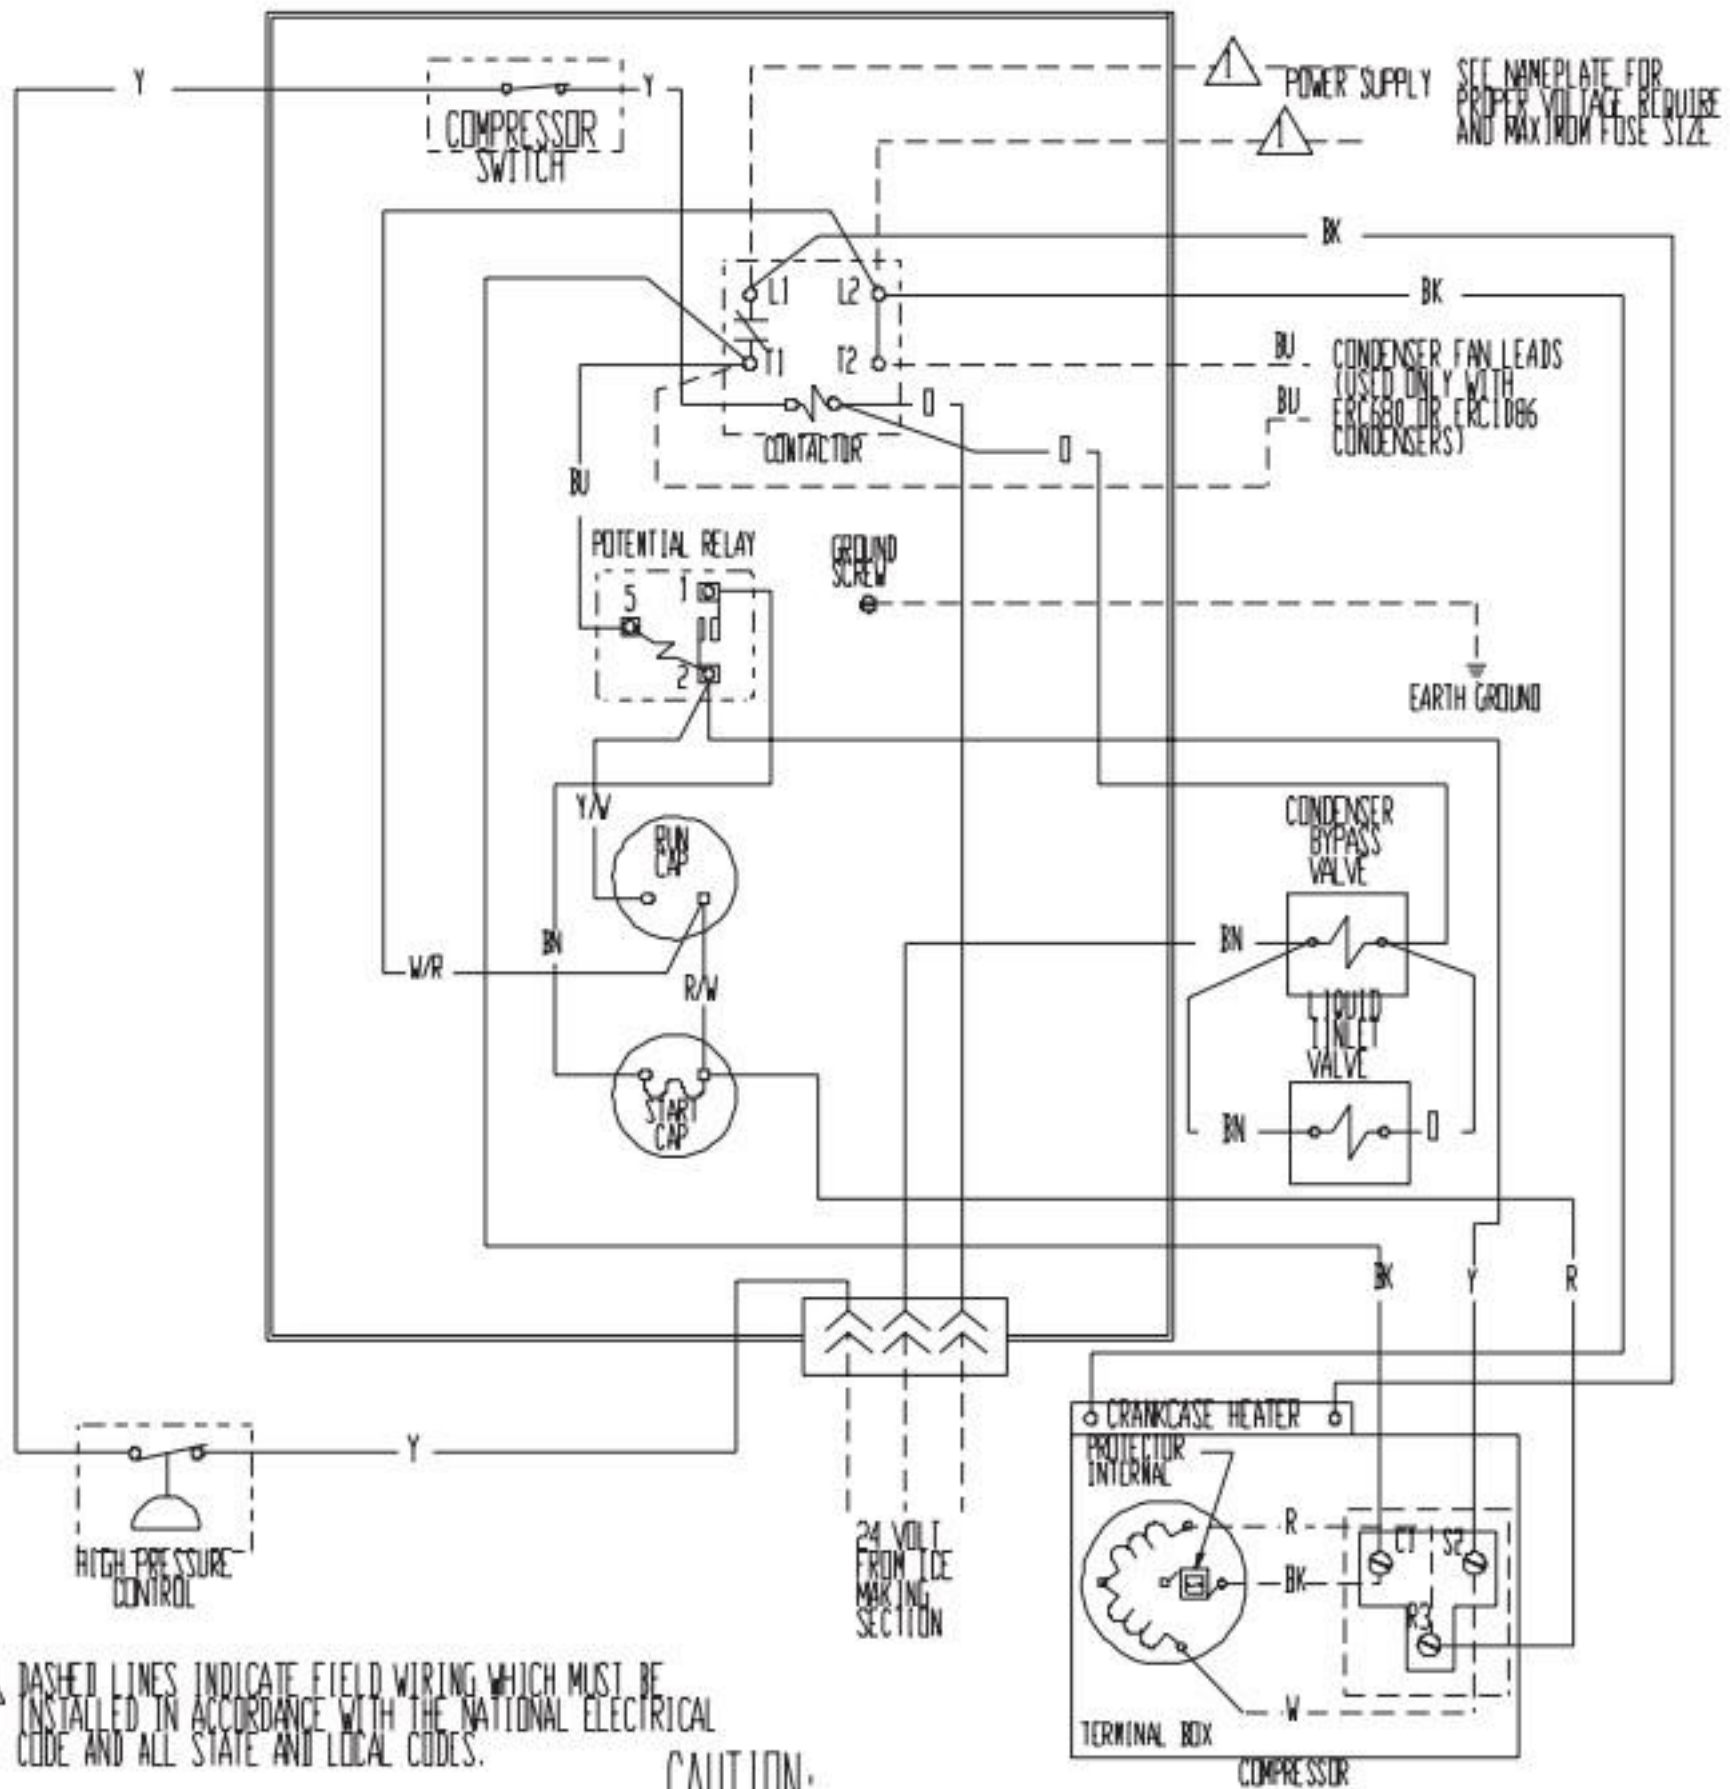 Y
COMPRESSOR
SWITCH
Y
1
POWER SUPPLY
1
SEE NAMEPLATE FOR
PROPER VOLTAGE REQUIRE
AND MAXIMUM FUSE SIZE
BK
L1
L2
BK
T1
T2
BU
BU
CONDENSER FAN LEADS
(USED ONLY WITH
ERC680 OR ERC1086
CONDENSERS)
O
CONTACTOR
O
BU
POTENTIAL RELAY
5
1
2
GROUND
SCREW
EARTH GROUND
Y/W
RUN
CAP
BN
W/R
R/W
START
CAP
CONDENSER
BYPASS
VALVE
BN
LIQUID
INLET
VALVE
BN
O
BK
Y
R
Y
HIGH PRESSURE
CONTROL
24 VOLT
FROM ICE
MAKING
SECTION
CRANKCASE HEATER
PROTECTOR
INTERNAL
R
BK
C1
S2
R3
W
TERMINAL BOX
COMPRESSOR
DASHED LINES INDICATE FIELD WIRING WHICH MUST BE
INSTALLED IN ACCORDANCE WITH THE NATIONAL ELECTRICAL
CODE AND ALL STATE AND LOCAL CODES.
CAUTION: